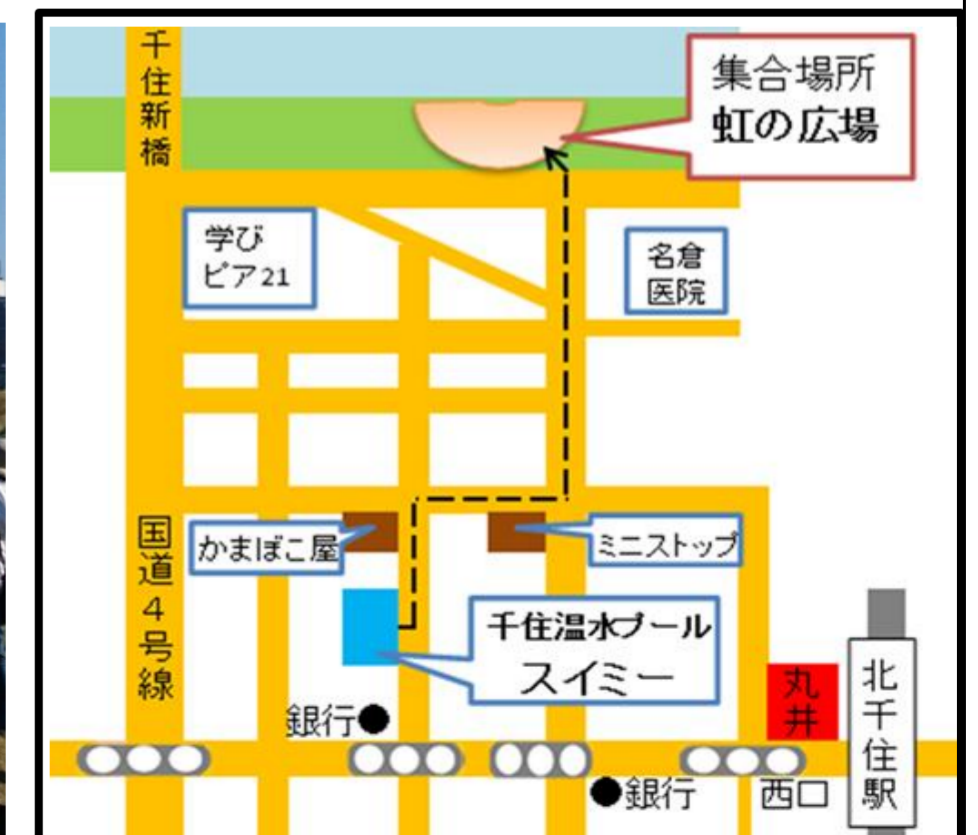 千住新橋
集合場所
虹の広場
学び
ピア21
名倉
医院
国道4号線
かまぼこ屋
ミニストップ
千住温水プール
スイミー
丸井
北千住駅
銀行
銀行
西口